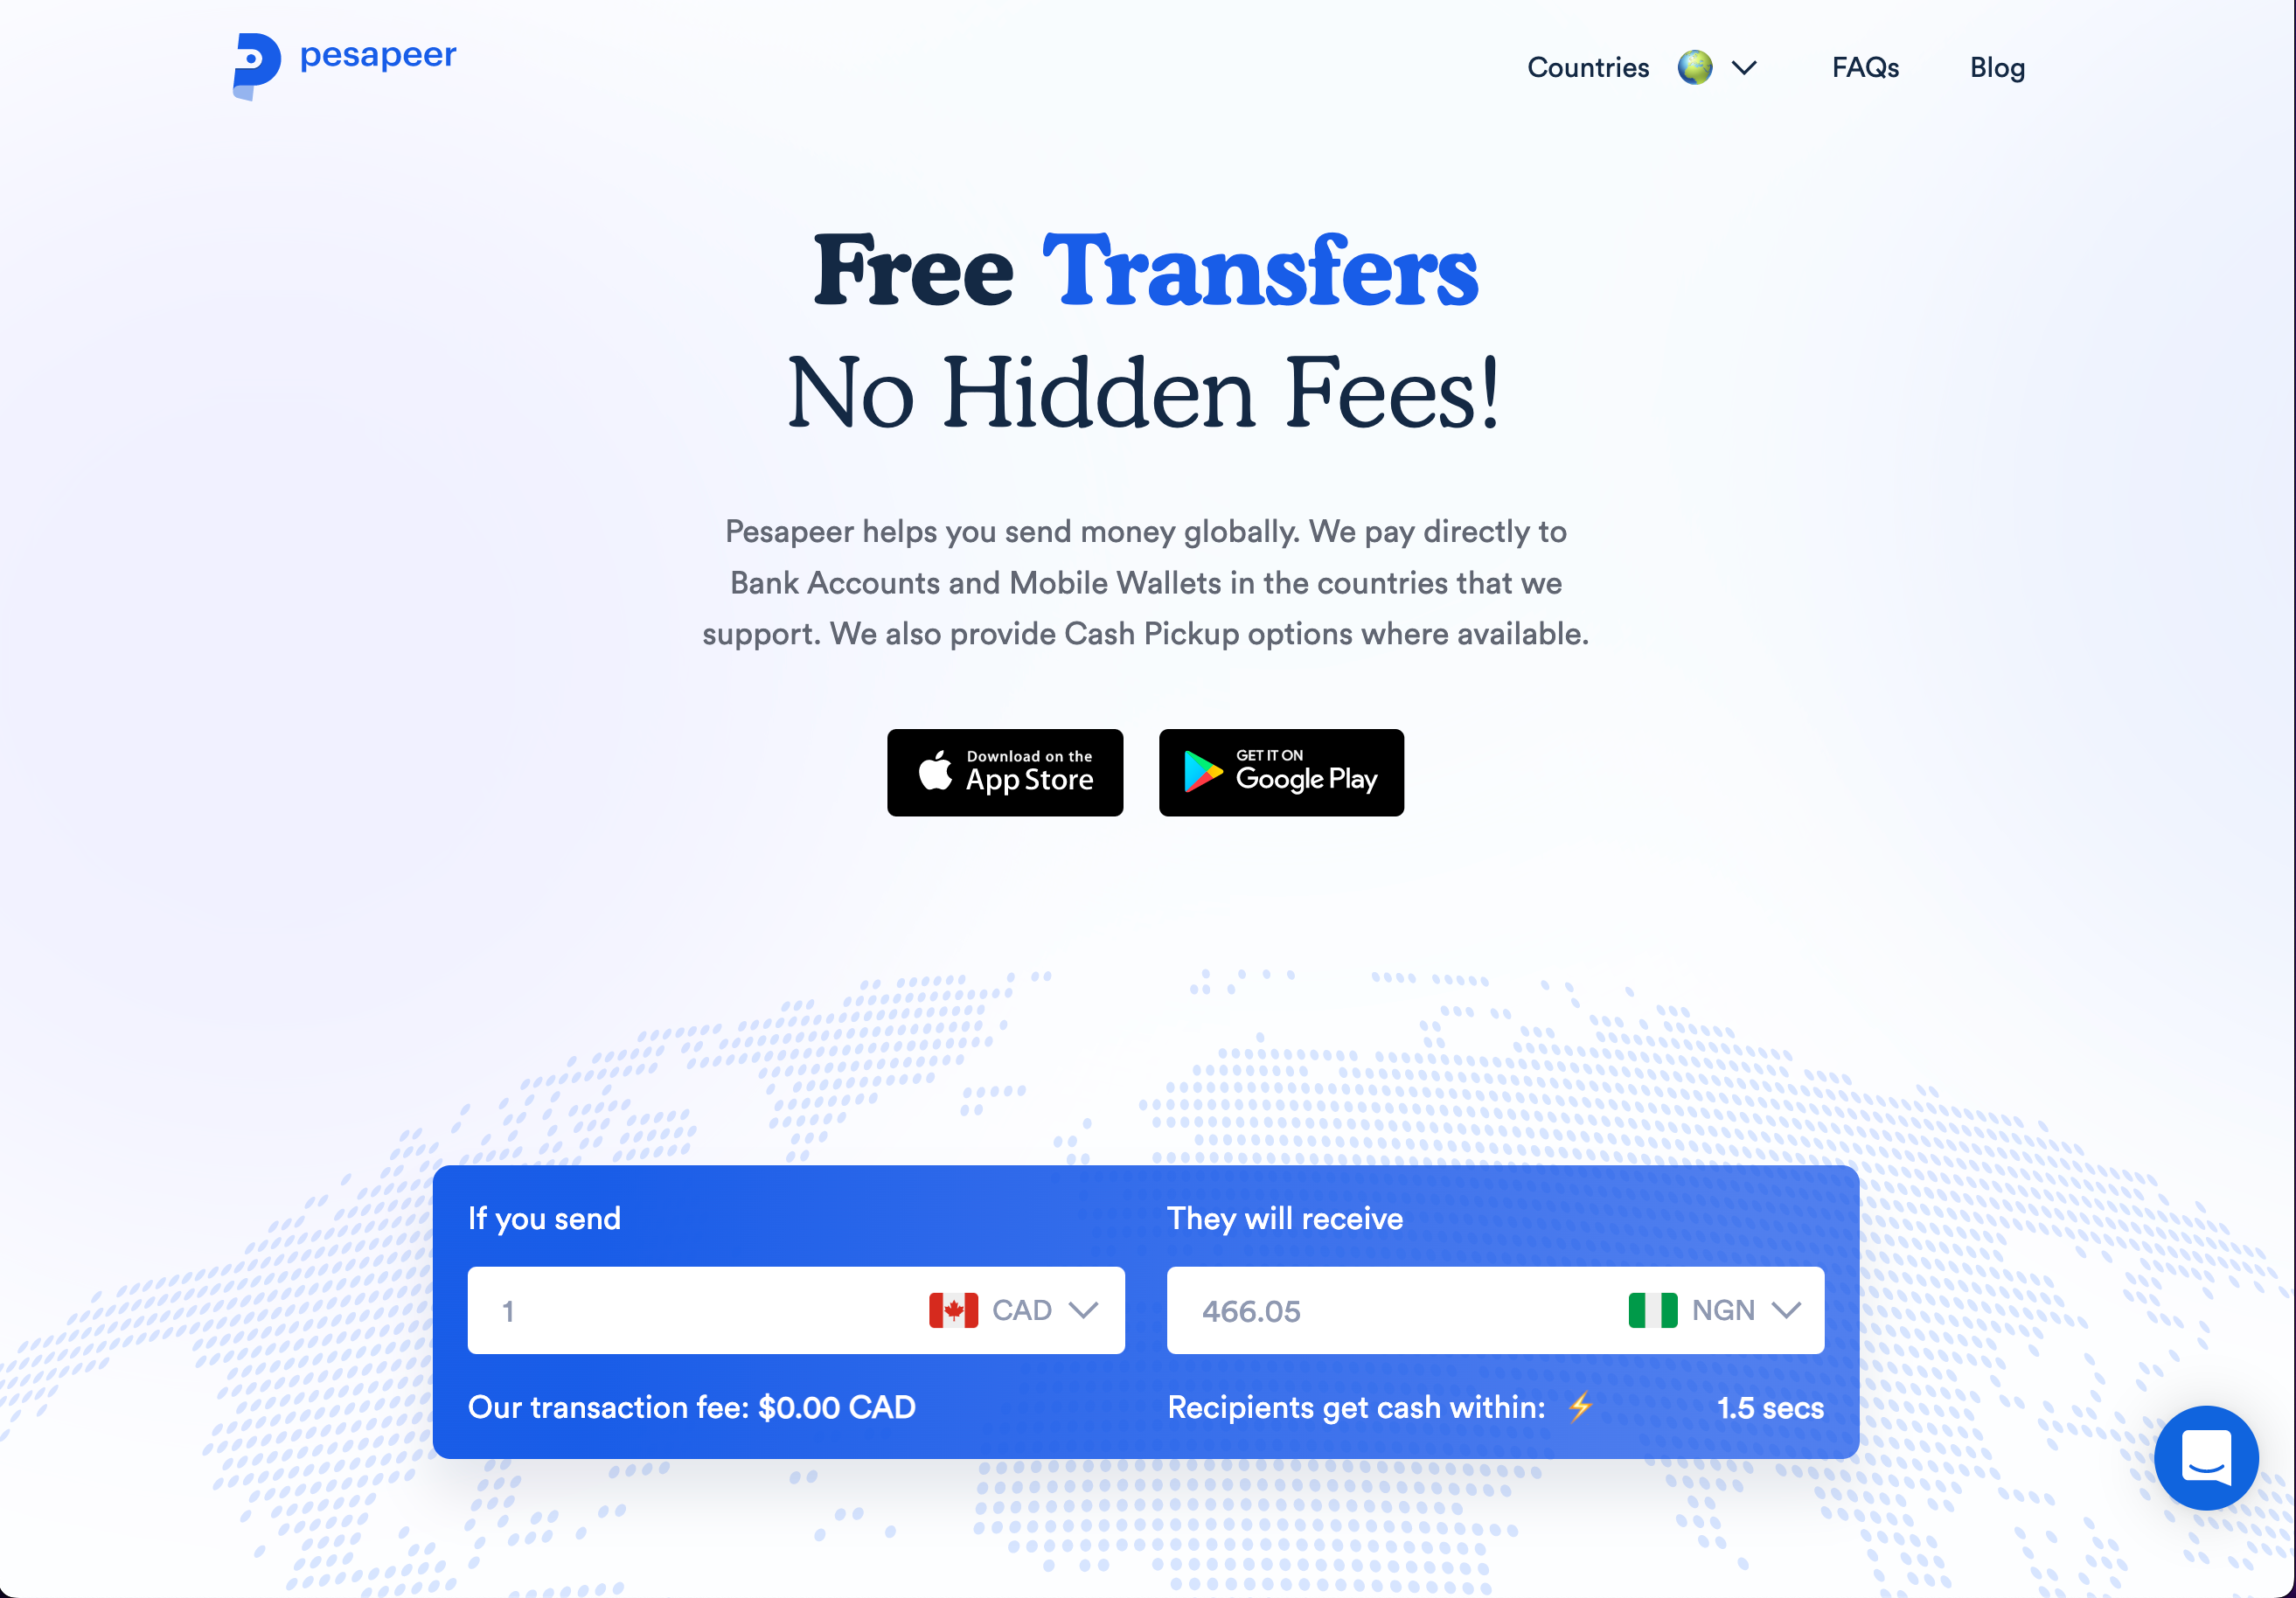 pesapeer
Countries
FAQs
Blog
Free Transfers
No Hidden Fees!
Pesapeer helps you send money globally. We pay directly to
Bank Accounts and Mobile Wallets in the countries that we
support. We also provide Cash Pickup options where available.
Download on the
App Store
GET IT ON
Google Play
If you send
1
CAD
Our transaction fee: $0.00 CAD
They will receive
466.05
NGN
Recipients get cash within: ⚡ 1.5 secs